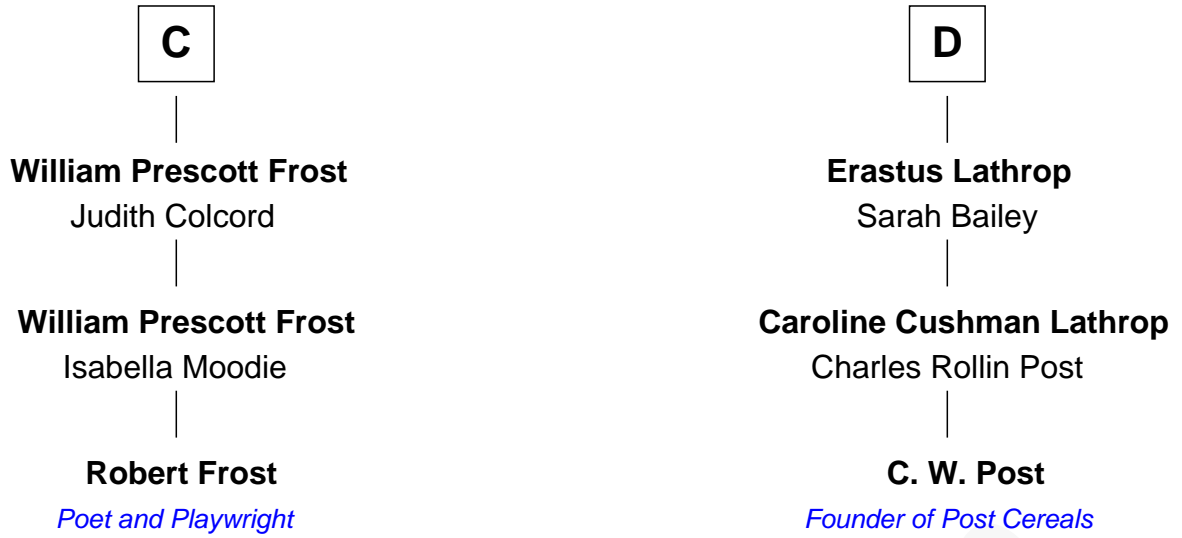 C
D
William Prescott Frost
Judith Colcord
Erastus Lathrop
Sarah Bailey
William Prescott Frost
Isabella Moodie
Caroline Cushman Lathrop
Charles Rollin Post
Robert Frost
Poet and Playwright
C. W. Post
Founder of Post Cereals